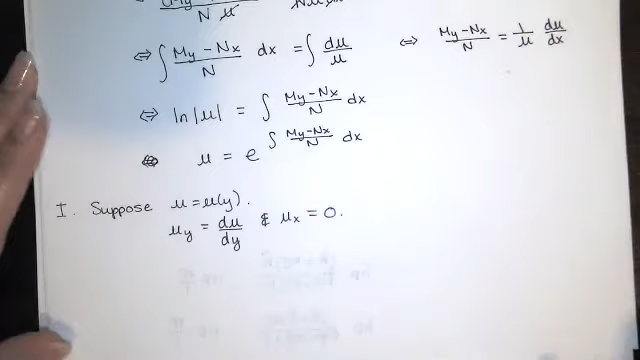 N μ
⇔ ∫ (My − Nx)/N dx = ∫ dμ/μ ⇔ (My − Nx)/N = 1/μ dμ/dx
⇔ ln|μ| = ∫ (My − Nx)/N dx
μ = e^(∫ (My − Nx)/N dx)
I. Suppose μ = μ(y).
μy = dμ/dy & μx = 0.